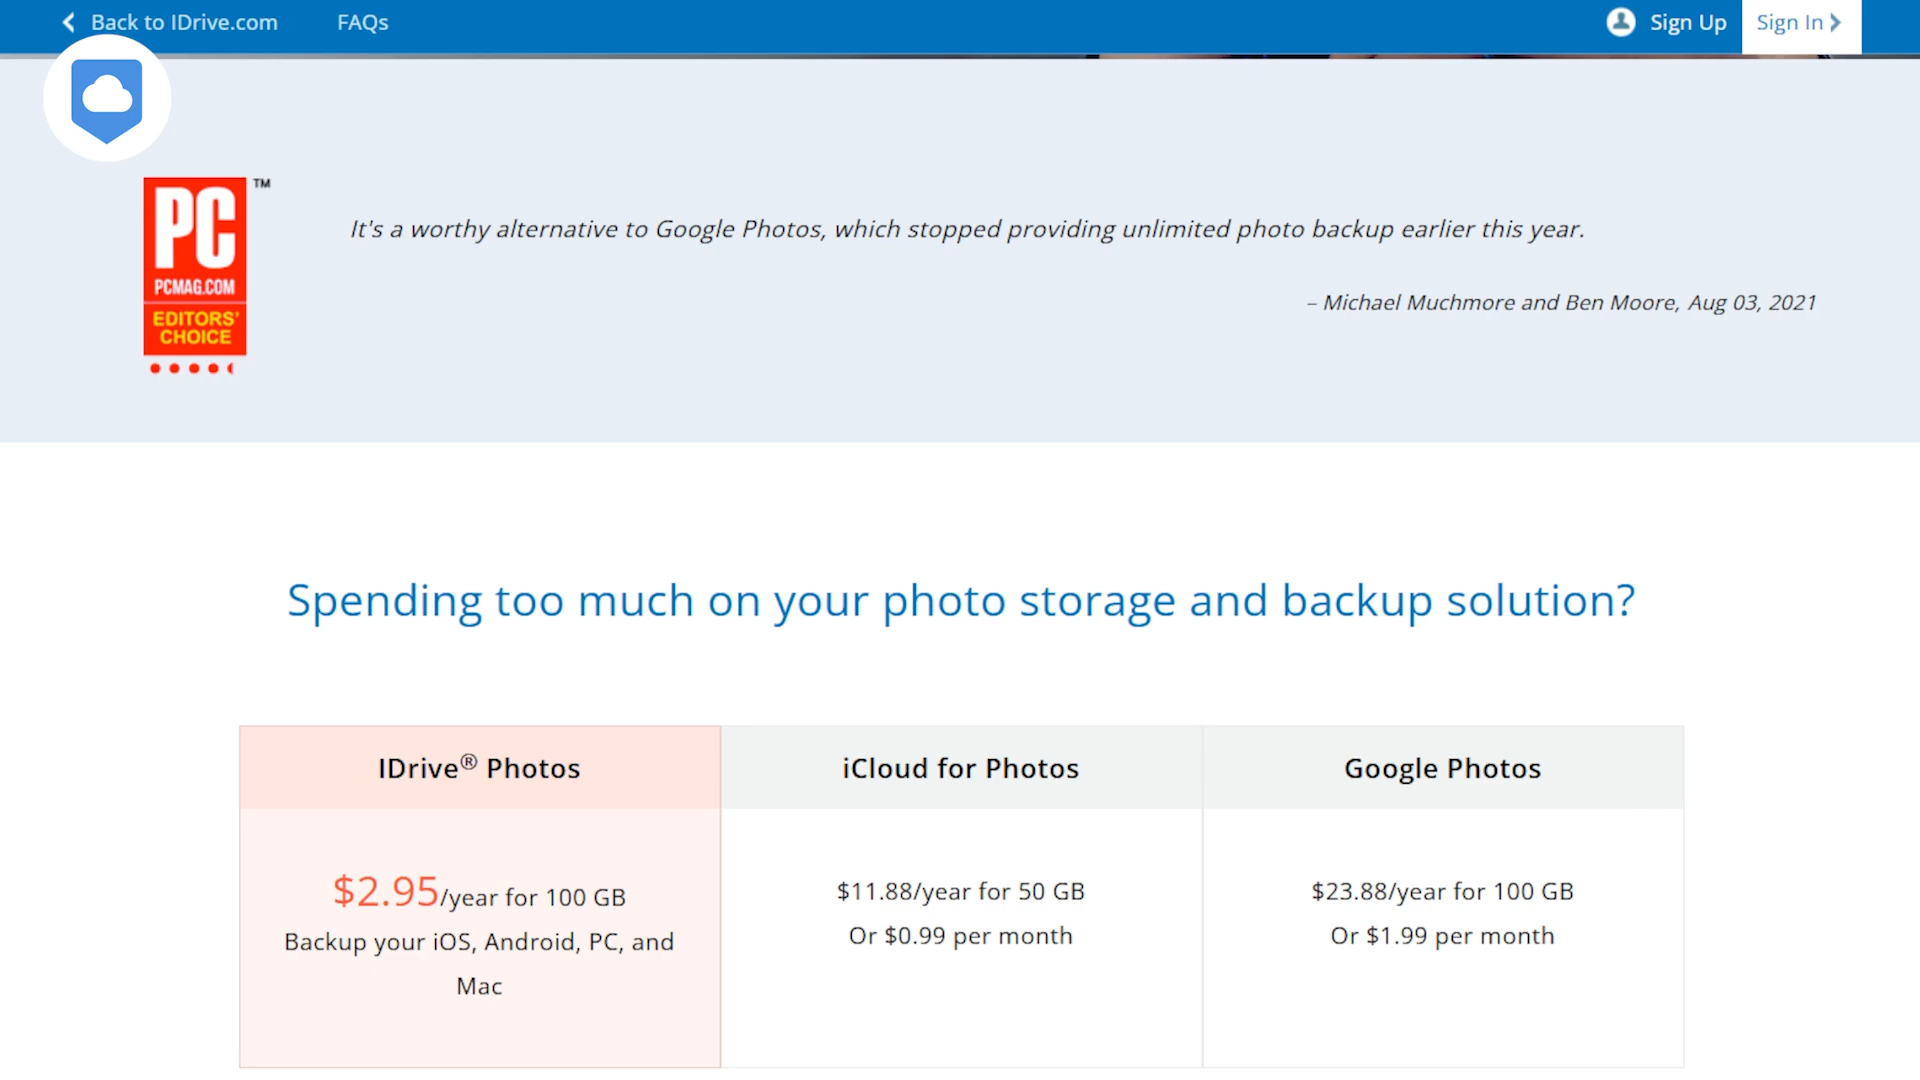 Back to IDrive.com
FAQs
Sign Up
Sign In
PC
TM
PCMAG.COM
EDITORS'
CHOICE
It's a worthy alternative to Google Photos, which stopped providing unlimited photo backup earlier this year.
– Michael Muchmore and Ben Moore, Aug 03, 2021
Spending too much on your photo storage and backup solution?
IDrive® Photos
iCloud for Photos
Google Photos
$2.95/year for 100 GB
Backup your iOS, Android, PC, and
Mac
$11.88/year for 50 GB
Or $0.99 per month
$23.88/year for 100 GB
Or $1.99 per month